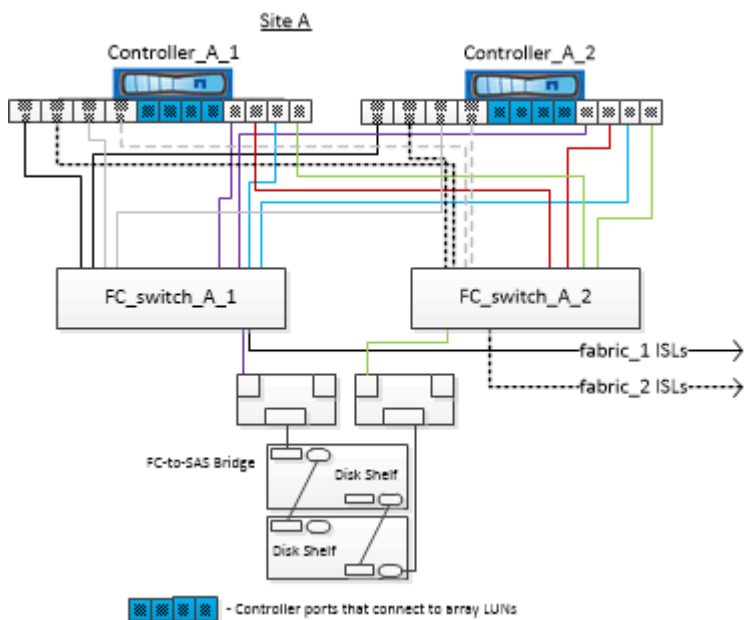 Site A
Controller_A_1
Controller_A_2
FC_switch_A_1
FC_switch_A_2
fabric_1 ISLs
fabric_2 ISLs
FC-to-SAS Bridge
Disk Shelf
Disk Shelf
- Controller ports that connect to array LUNs